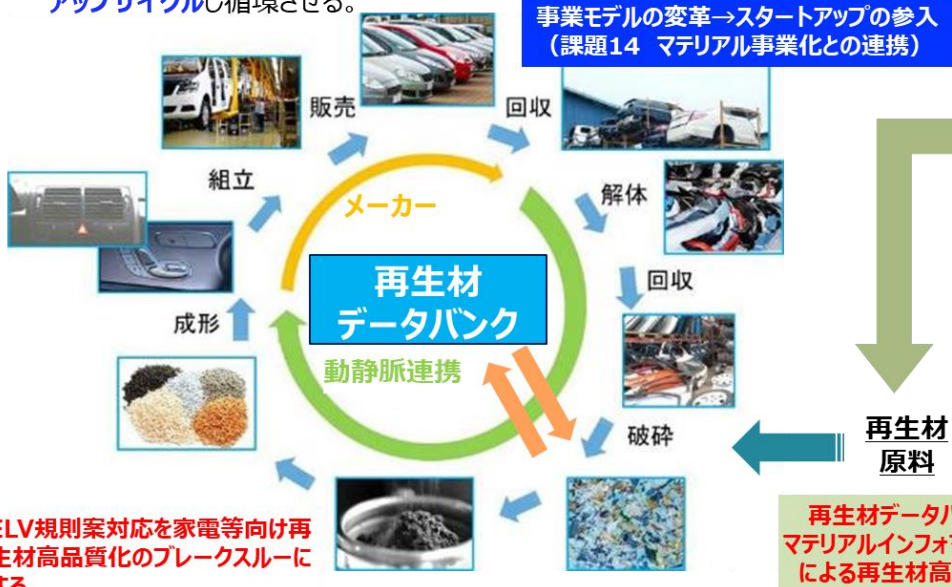 アップサイクルし循環させる。
事業モデルの変革→スタートアップの参入
（課題14　マテリアル事業化との連携）
販売
回収
組立
解体
メーカー
再生材
データバンク
回収
成形
動静脈連携
破砕
再生材
原料
ELV規則案対応を家電等向け再
生材高品質化のブレークスルーに
する
再生材データバ
マテリアルインフォマ
による再生材高